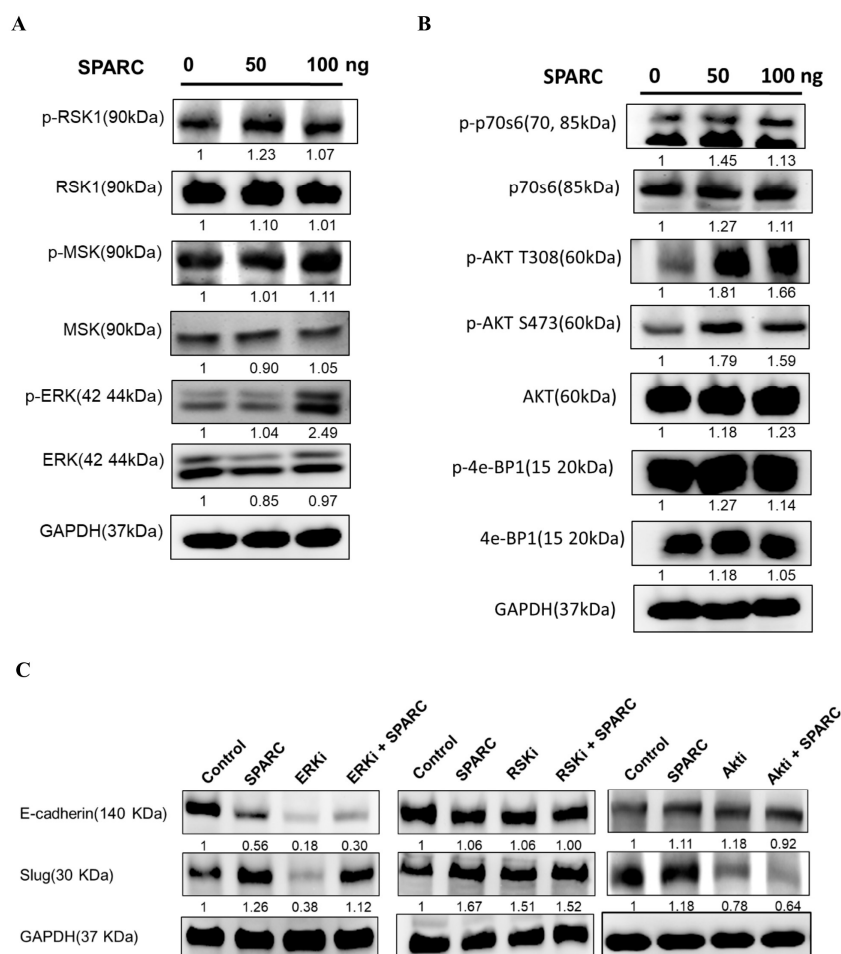 A
SPARC 0 50 100 ng
p-RSK1(90kDa)
1 1.23 1.07
RSK1(90kDa)
1 1.10 1.01
p-MSK(90kDa)
1 1.01 1.11
MSK(90kDa)
1 0.90 1.05
p-ERK(42 44kDa)
1 1.04 2.49
ERK(42 44kDa)
1 0.85 0.97
GAPDH(37kDa)
B
SPARC 0 50 100 ng
p-p70s6(70, 85kDa)
1 1.45 1.13
p70s6(85kDa)
1 1.27 1.11
p-AKT T308(60kDa)
1 1.81 1.66
p-AKT S473(60kDa)
1 1.79 1.59
AKT(60kDa)
1 1.18 1.23
p-4e-BP1(15 20kDa)
1 1.27 1.14
4e-BP1(15 20kDa)
1 1.18 1.05
GAPDH(37kDa)
C
Control SPARC ERKi ERKi + SPARC Control SPARC RSKi RSKi + SPARC Control SPARC Akti Akti + SPARC
E-cadherin(140 KDa)
1 0.56 0.18 0.30 1 1.06 1.06 1.00 1 1.11 1.18 0.92
Slug(30 KDa)
1 1.26 0.38 1.12 1 1.67 1.51 1.52 1 1.18 0.78 0.64
GAPDH(37 KDa)